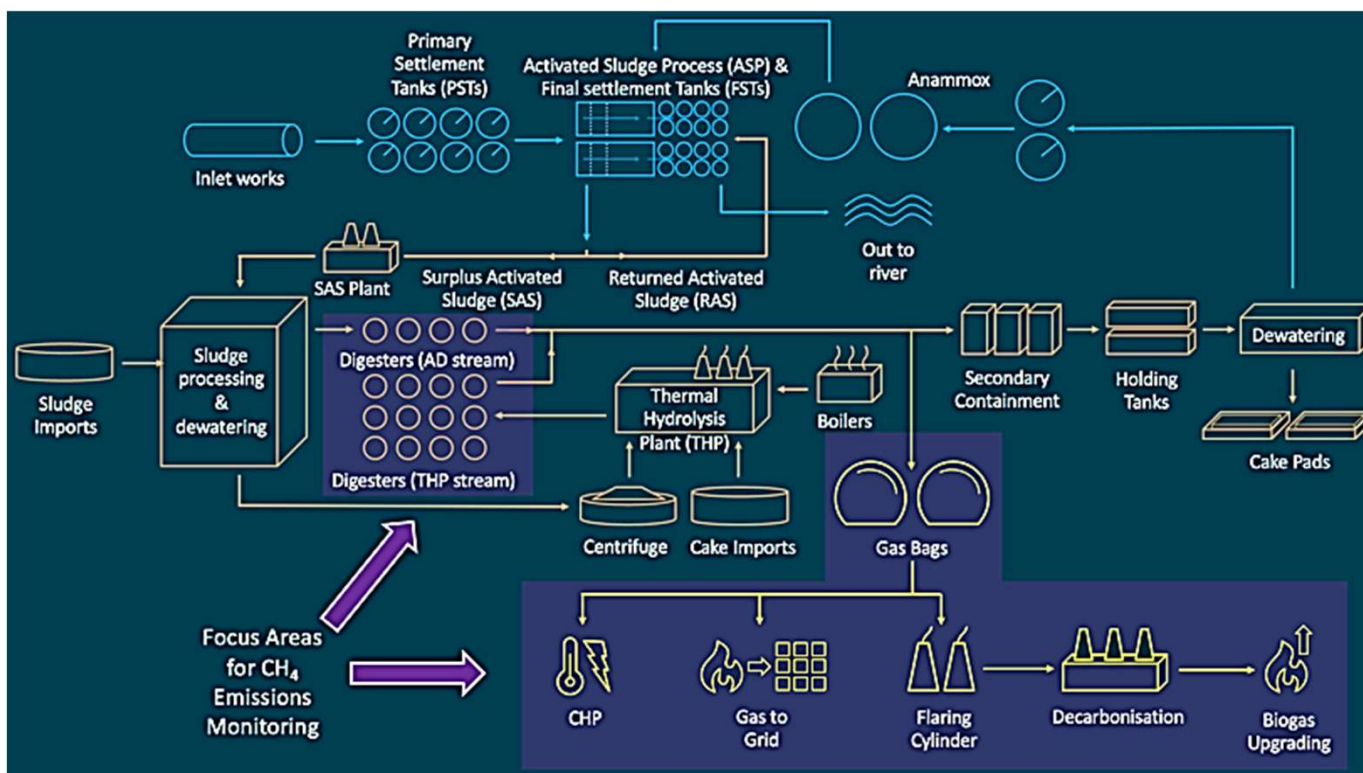 Primary
Settlement
Tanks (PSTs)
Activated Sludge Process (ASP) &
Final settlement Tanks (FSTs)
Anammox
Inlet works
Out to
river
SAS Plant
Surplus Activated
Sludge (SAS)
Returned Activated
Sludge (RAS)
Sludge
processing
&
dewatering
Sludge
Imports
Digesters (AD stream)
Digesters (THP stream)
Thermal
Hydrolysis
Plant (THP)
Boilers
Secondary
Containment
Holding
Tanks
Dewatering
Cake Pads
Centrifuge
Cake Imports
Gas Bags
Focus Areas
for CH₄
Emissions
Monitoring
CHP
Gas to
Grid
Flaring
Cylinder
Decarbonisation
Biogas
Upgrading